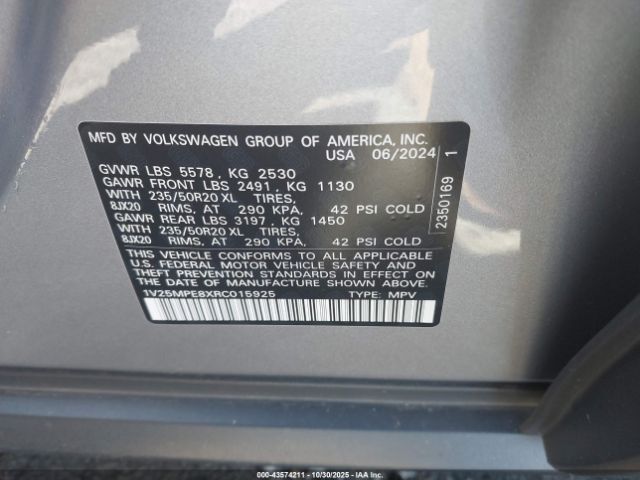 MFD BY VOLKSWAGEN GROUP OF AMERICA, INC.
USA 06/2024
GVWR LBS 5578 , KG 2530
GAWR FRONT LBS 2491 , KG 1130
WITH 235/50R20 XL TIRES,
8JX20 RIMS, AT 290 KPA, 42 PSI COLD
GAWR REAR LBS 3197 , KG 1450
WITH 235/50R20 XL TIRES,
8JX20 RIMS, AT 290 KPA, 42 PSI COLD
THIS VEHICLE CONFORMS TO ALL APPLICABLE
U.S. FEDERAL MOTOR VEHICLE SAFETY AND
THEFT PREVENTION STANDARDS IN EFFECT ON
THE DATE OF MANUFACTURE SHOWN ABOVE.
1V25MPE8XRC015925 TYPE: MPV
2350169 1
000-43574211 - 10/30/2025 - IAA Inc.